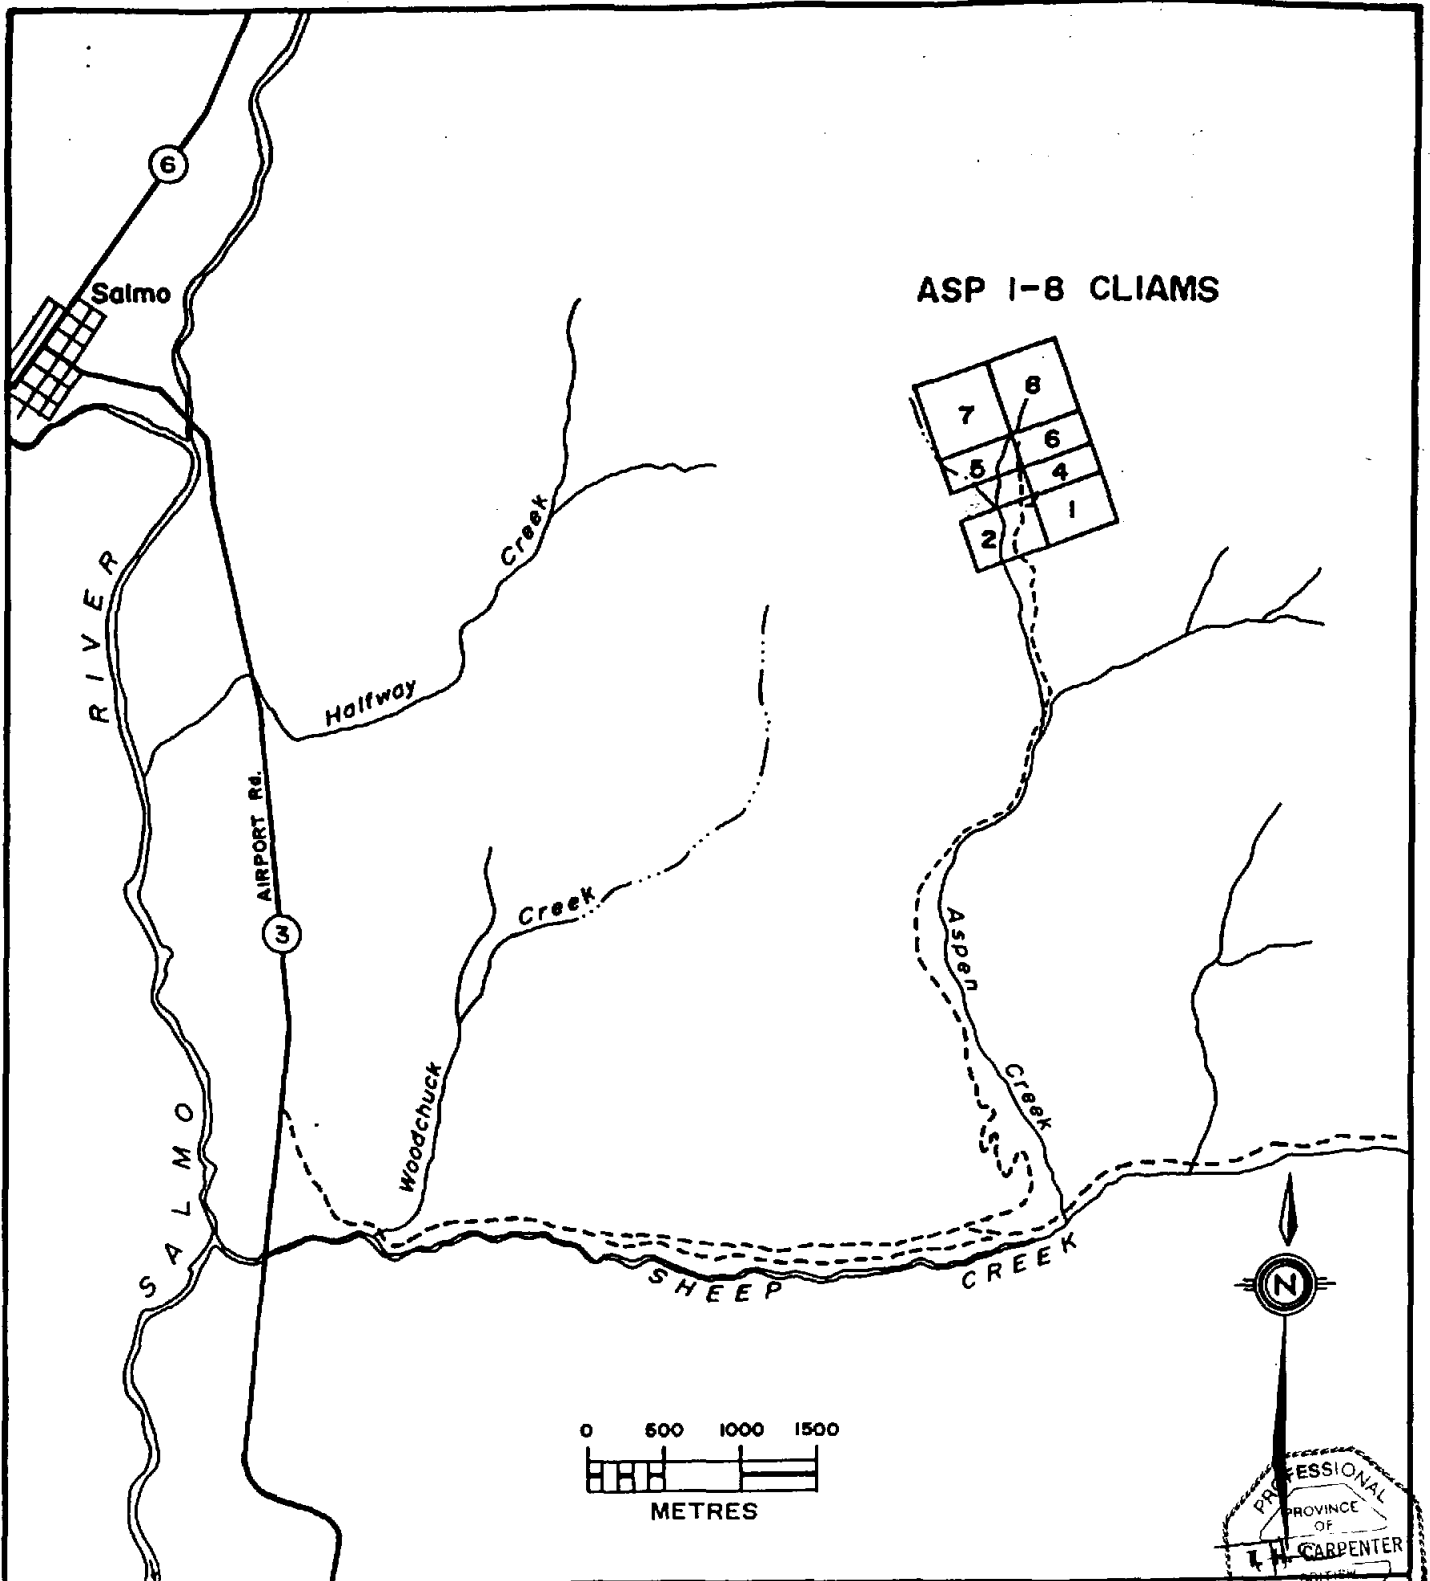 6
Salmo
ASP 1-8 CLIAMS
8
7
6
5
4
1
2
Creek
RIVER
Halfway
AIRPORT Rd.
Creek
3
Aspen
Creek
Woodchuck
SALMO
SHEEP CREEK
N
0 500 1000 1500
METRES
PROFESSIONAL
PROVINCE
OF
CARPENTER